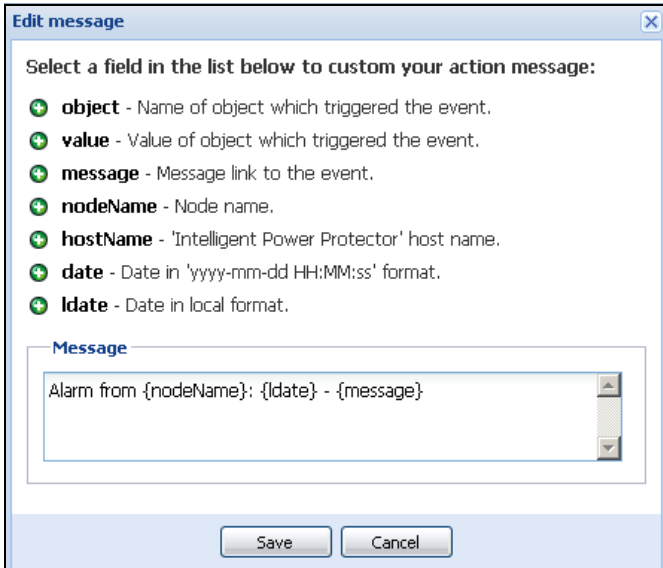 Edit message
Select a field in the list below to custom your action message:
object - Name of object which triggered the event.
value - Value of object which triggered the event.
message - Message link to the event.
nodeName - Node name.
hostName - 'Intelligent Power Protector' host name.
date - Date in 'yyyy-mm-dd HH:MM:ss' format.
ldate - Date in local format.
Message
Alarm from {nodeName}: {ldate} - {message}
Save Cancel